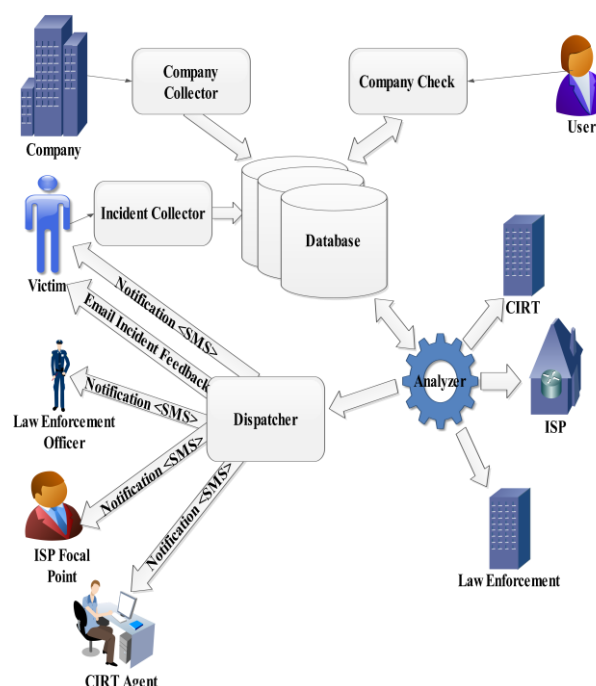 Company
Collector
Company Check
Company
User
Incident Collector
Database
Victim
Notification <SMS>
Email Incident Feedback
CIRT
Analyzer
ISP
Notification <SMS>
Law Enforcement
Officer
Dispatcher
Notification <SMS>
ISP Focal
Point
Notification <SMS>
Law Enforcement
CIRT Agent